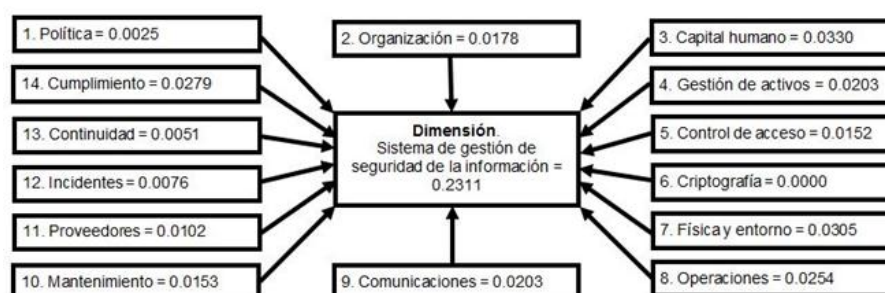 1. Política = 0.0025
2. Organización = 0.0178
3. Capital humano = 0.0330
14. Cumplimiento = 0.0279
4. Gestión de activos = 0.0203
13. Continuidad = 0.0051
Dimensión.
Sistema de gestión de
seguridad de la información =
0.2311
5. Control de acceso = 0.0152
12. Incidentes = 0.0076
6. Criptografía = 0.0000
11. Proveedores = 0.0102
7. Física y entorno = 0.0305
10. Mantenimiento = 0.0153
9. Comunicaciones = 0.0203
8. Operaciones = 0.0254